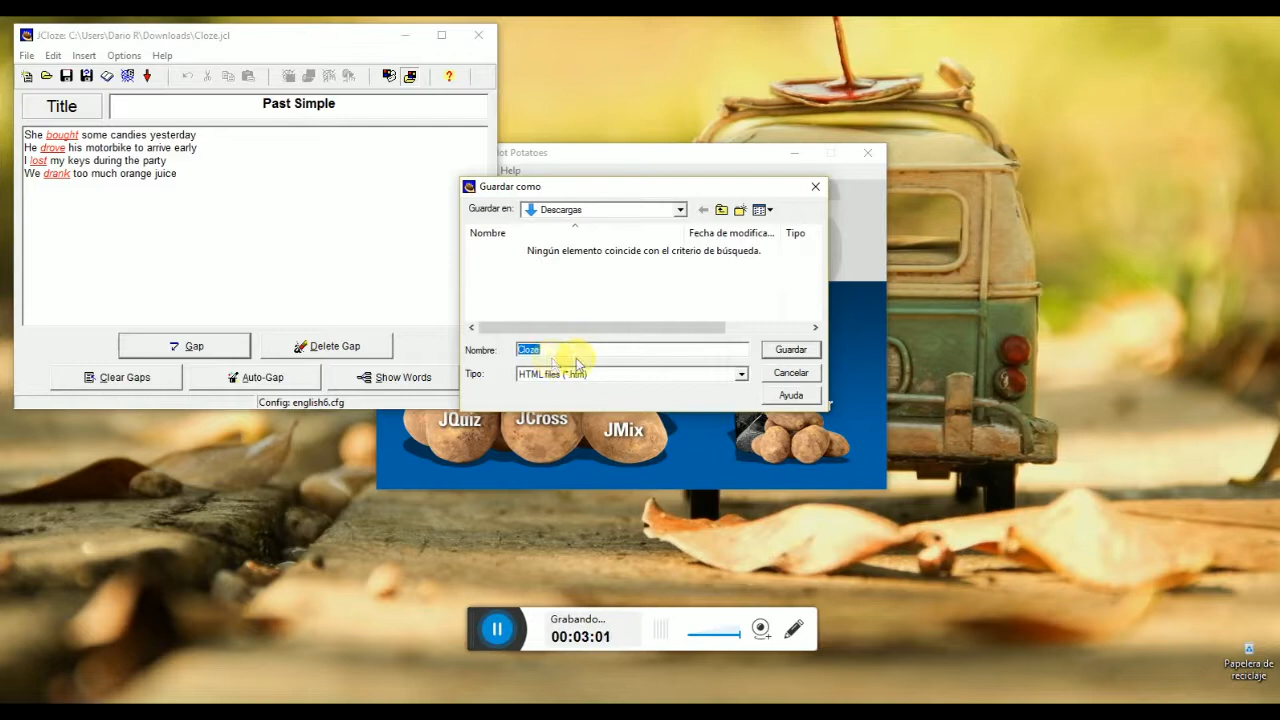 JCloze: C:\Users\Dario R\Downloads\Cloze.jcl
File Edit Insert Options Help
Title
Past Simple
She bought some candies yesterday
He drove his motorbike to arrive early
I lost my keys during the party
We drank too much orange juice
Gap
Delete Gap
Clear Gaps
Auto-Gap
Show Words
Config: english6.cfg
ot Potatoes
Help
Guardar como
Guardar en:
Descargas
Nombre
Fecha de modifica...
Tipo
Ningún elemento coincide con el criterio de búsqueda.
Nombre:
Cloze
Guardar
Tipo:
HTML files (*.htm)
Cancelar
Ayuda
JQuiz
JCross
JMix
Grabando...
00:03:01
Papelera de
reciclaje